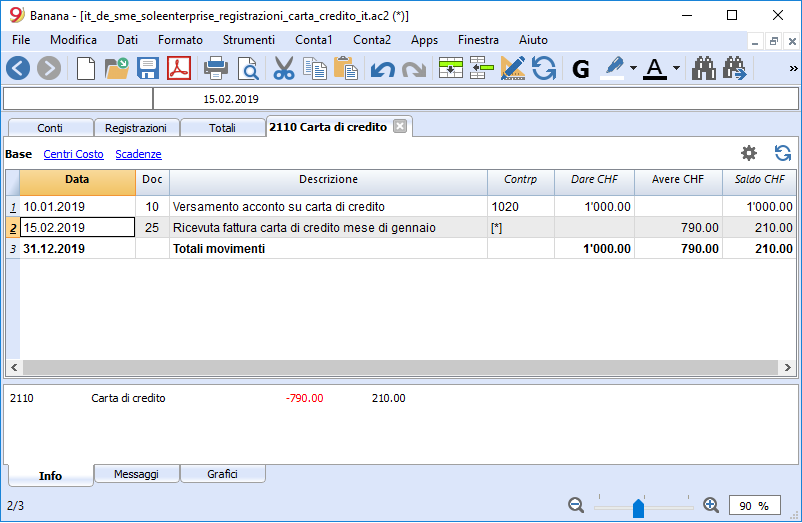 Banana - [it_de_sme_soleenterprise_registrazioni_carta_credito_it.ac2 (*)]
File Modifica Dati Formato Strumenti Conta1 Conta2 Apps Finestra Aiuto
G A »
15.02.2019
Conti Registrazioni Totali 2110 Carta di credito
Base Centri Costo Scadenze
Data Doc Descrizione Contrp Dare CHF Avere CHF Saldo CHF
1 10.01.2019 10 Versamento acconto su carta di credito 1020 1'000.00 1'000.00
2 15.02.2019 25 Ricevuta fattura carta di credito mese di gennaio [*] 790.00 210.00
3 31.12.2019 Totali movimenti 1'000.00 790.00 210.00
2110 Carta di credito -790.00 210.00
Info Messaggi Grafici
2/3 90 %